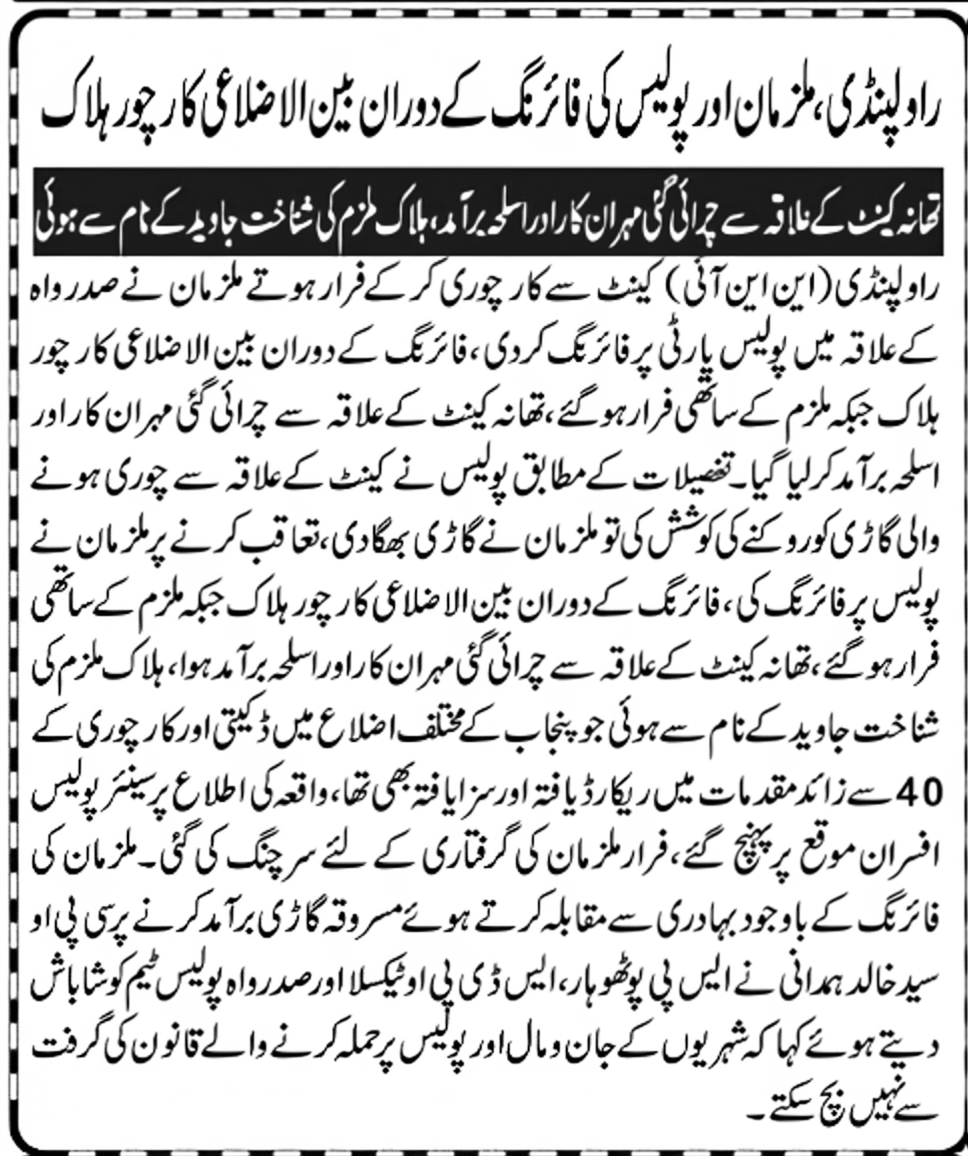 راولپنڈی، ملزمان اور پولیس کی فائرنگ کے دوران بین الاضلاعی کار چور ہلاک
تھانہ کینٹ کے علاقہ سے چرائی گئی مہران کار اور اسلحہ برآمد، ہلاک ملزم کی شناخت جاوید کے نام سے ہوئی
راولپنڈی (این این آئی) کینٹ سے کار چوری کر کے فرار ہوتے ملزمان نے صدر واہ
کے علاقہ میں پولیس پارٹی پر فائرنگ کردی، فائرنگ کے دوران بین الاضلاعی کار چور
ہلاک جبکہ ملزم کے ساتھی فرار ہوگئے، تھانہ کینٹ کے علاقہ سے چرائی گئی مہران کار اور
اسلحہ برآمد کرلیا گیا۔ تفصیلات کے مطابق پولیس نے کینٹ کے علاقہ سے چوری ہونے
والی گاڑی کو روکنے کی کوشش کی تو ملزمان نے گاڑی بھگا دی، تعاقب کرنے پر ملزمان نے
پولیس پر فائرنگ کی، فائرنگ کے دوران بین الاضلاعی کار چور ہلاک جبکہ ملزم کے ساتھی
فرار ہوگئے، تھانہ کینٹ کے علاقہ سے چرائی گئی مہران کار اور اسلحہ برآمد ہوا، ہلاک ملزم کی
شناخت جاوید کے نام سے ہوئی جو پنجاب کے مختلف اضلاع میں ڈکیتی اور کار چوری کے
40 سے زائد مقدمات میں ریکارڈ یافتہ اور سزا یافتہ بھی تھا، واقعہ کی اطلاع پر سینئر پولیس
افسران موقع پر پہنچ گئے، فرار ملزمان کی گرفتاری کے لئے سرچنگ کی گئی۔ ملزمان کی
فائرنگ کے باوجود بہادری سے مقابلہ کرتے ہوئے مسروقہ گاڑی برآمد کرنے پر سی پی او
سید خالد ہمدانی نے ایس پی پوٹھوہار، ایس ڈی پی او ٹیکسلا اور صدر واہ پولیس ٹیم کو شاباش
دیتے ہوئے کہا کہ شہریوں کے جان و مال اور پولیس پر حملہ کرنے والے قانون کی گرفت
سے نہیں بچ سکتے۔